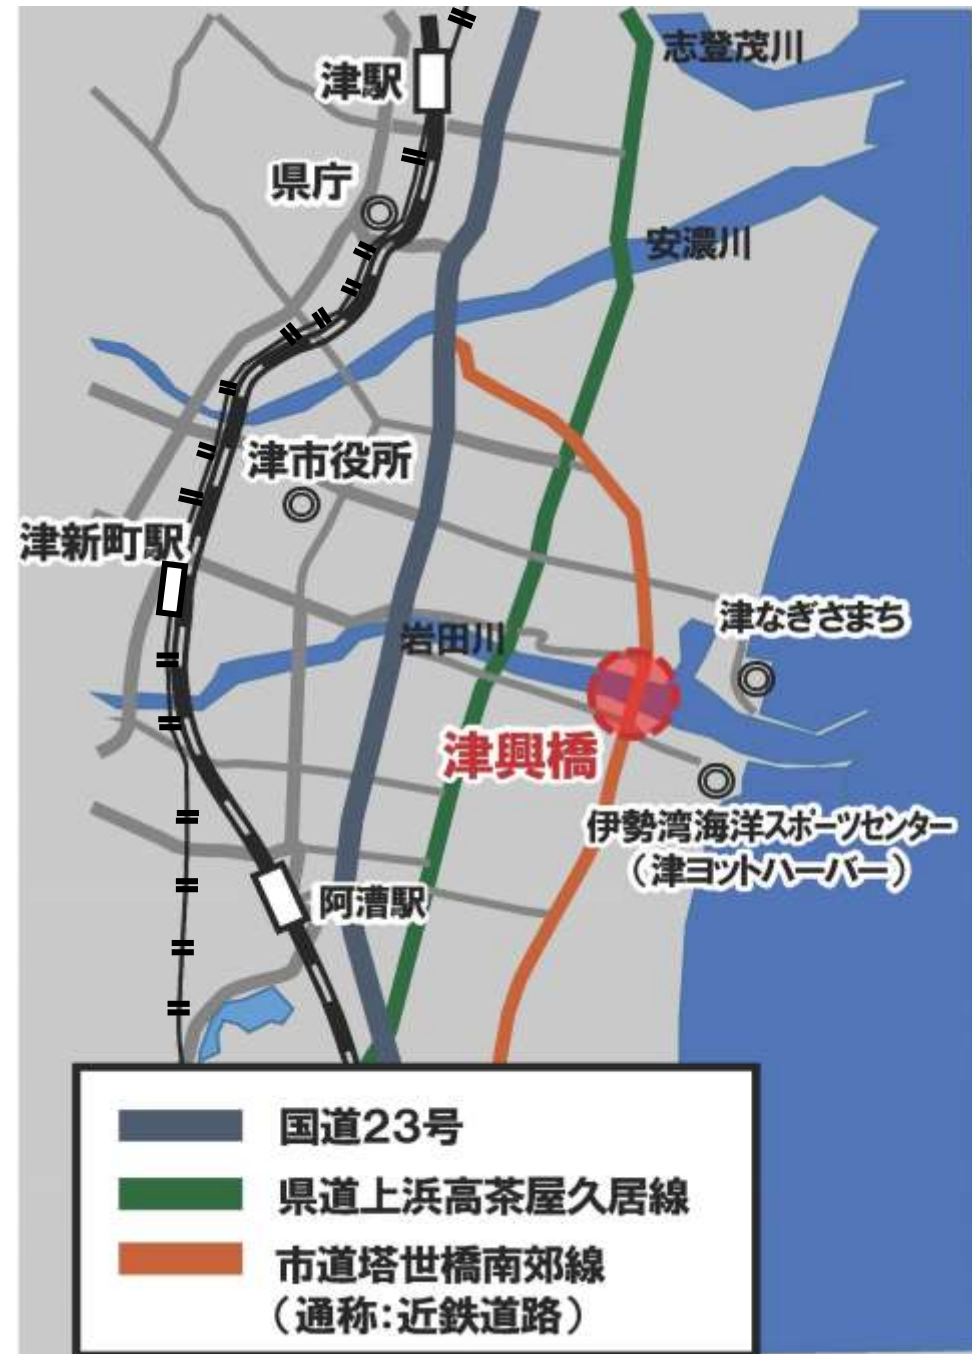 志登茂川
津駅
県庁
安濃川
津市役所
津新町駅
津なぎさまち
岩田川
津興橋
伊勢湾海洋スポーツセンター
（津ヨットハーバー）
阿漕駅
国道23号
県道上浜高茶屋久居線
市道塔世橋南郊線
（通称：近鉄道路）